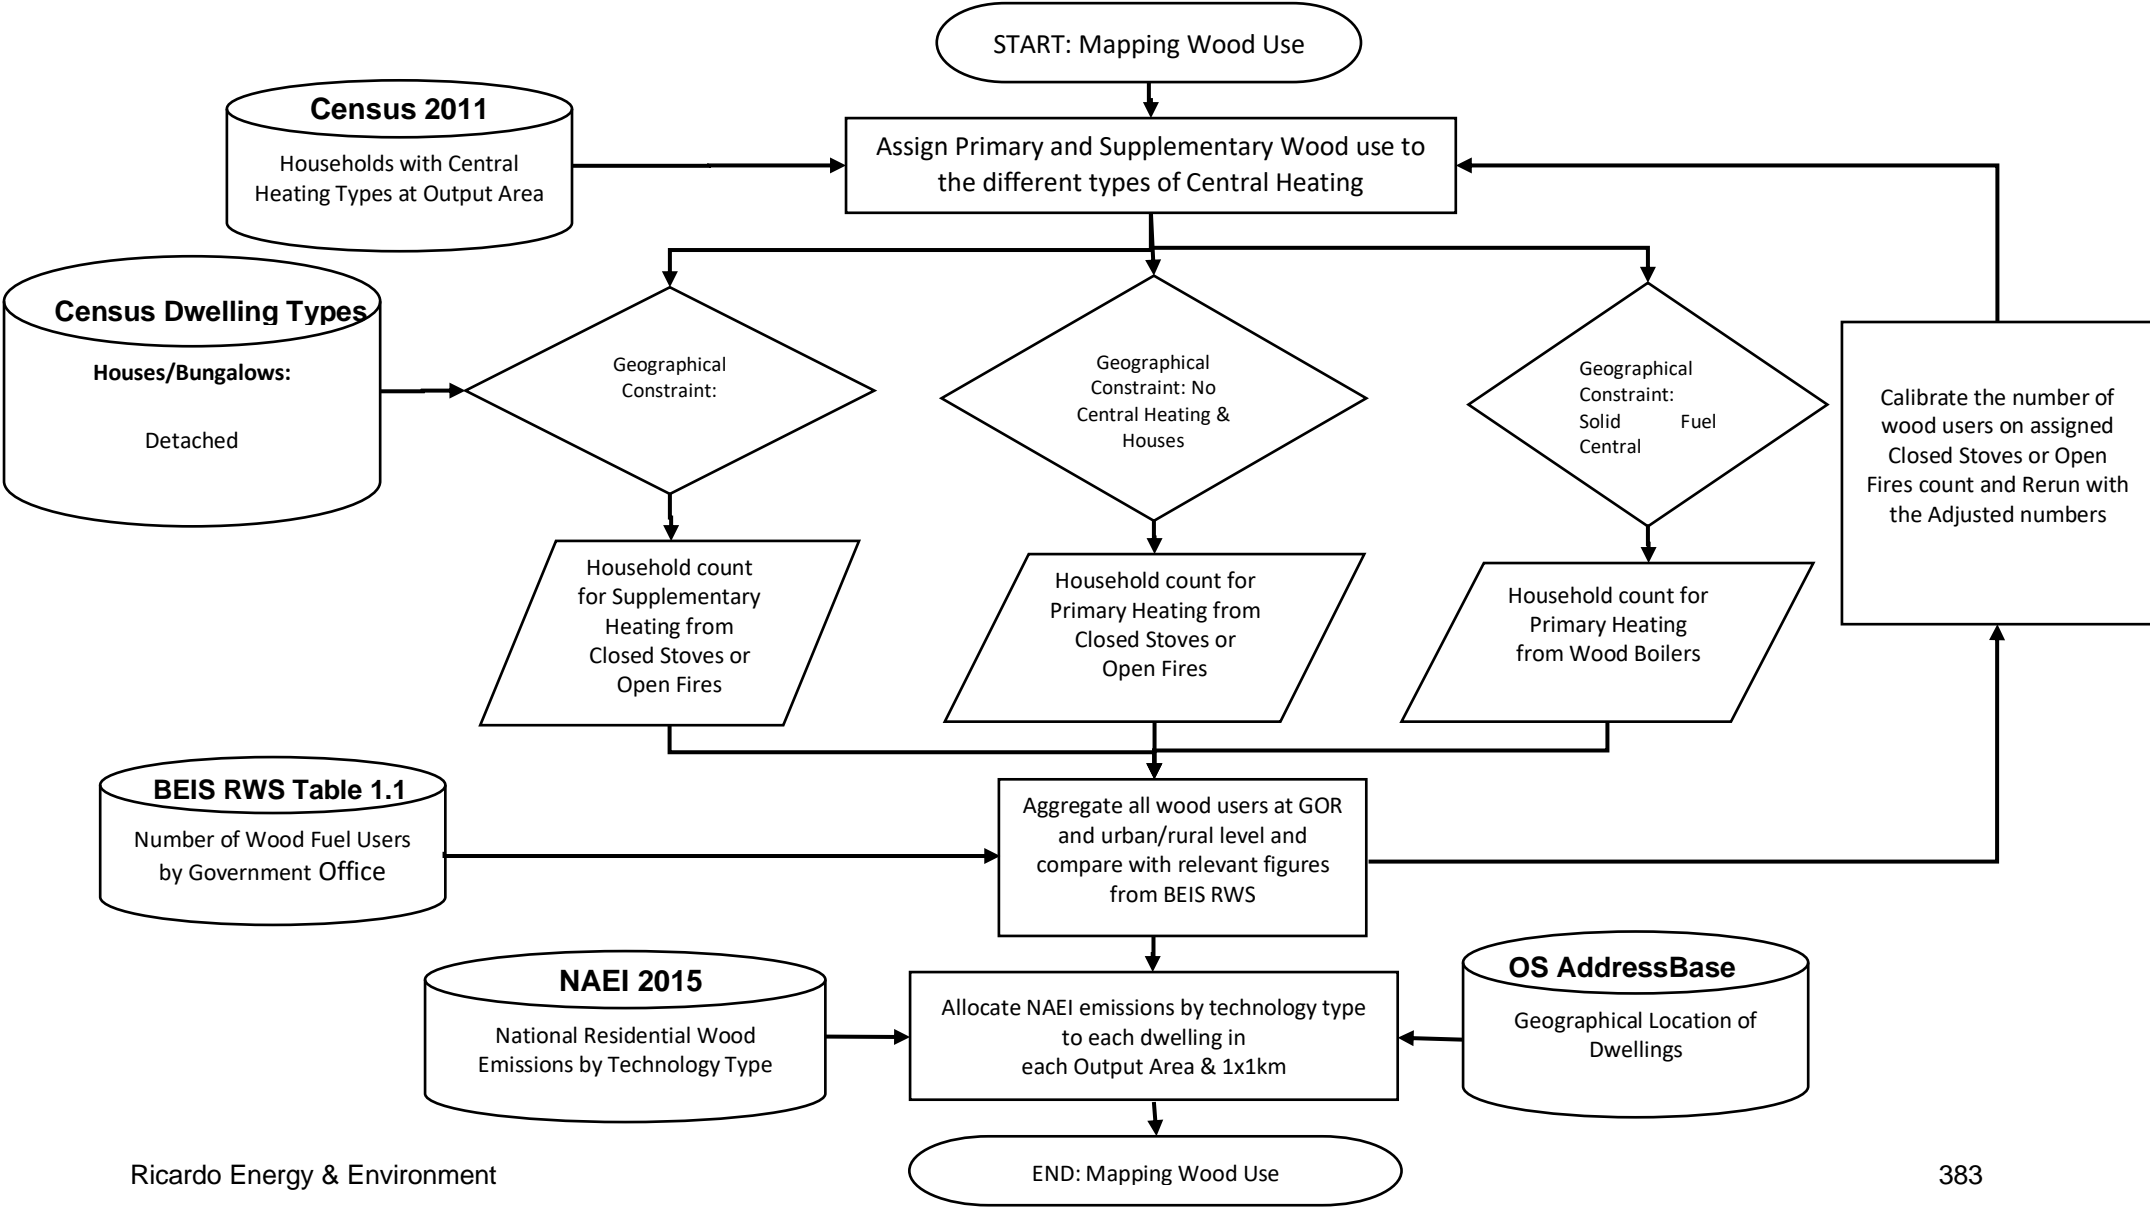 START: Mapping Wood Use
Census 2011
Households with Central
Heating Types at Output Area
Assign Primary and Supplementary Wood use to
the different types of Central Heating
Census Dwelling Types
Houses/Bungalows:
Detached
Geographical
Constraint:
Geographical
Constraint: No
Central Heating &
Houses
Geographical
Constraint:
Solid Fuel
Central
Calibrate the number of
wood users on assigned
Closed Stoves or Open
Fires count and Rerun with
the Adjusted numbers
Household count
for Supplementary
Heating from
Closed Stoves or
Open Fires
Household count for
Primary Heating from
Closed Stoves or
Open Fires
Household count for
Primary Heating
from Wood Boilers
BEIS RWS Table 1.1
Number of Wood Fuel Users
by Government Office
Aggregate all wood users at GOR
and urban/rural level and
compare with relevant figures
from BEIS RWS
NAEI 2015
National Residential Wood
Emissions by Technology Type
Allocate NAEI emissions by technology type
to each dwelling in
each Output Area & 1x1km
OS AddressBase
Geographical Location of
Dwellings
END: Mapping Wood Use
Ricardo Energy & Environment
383